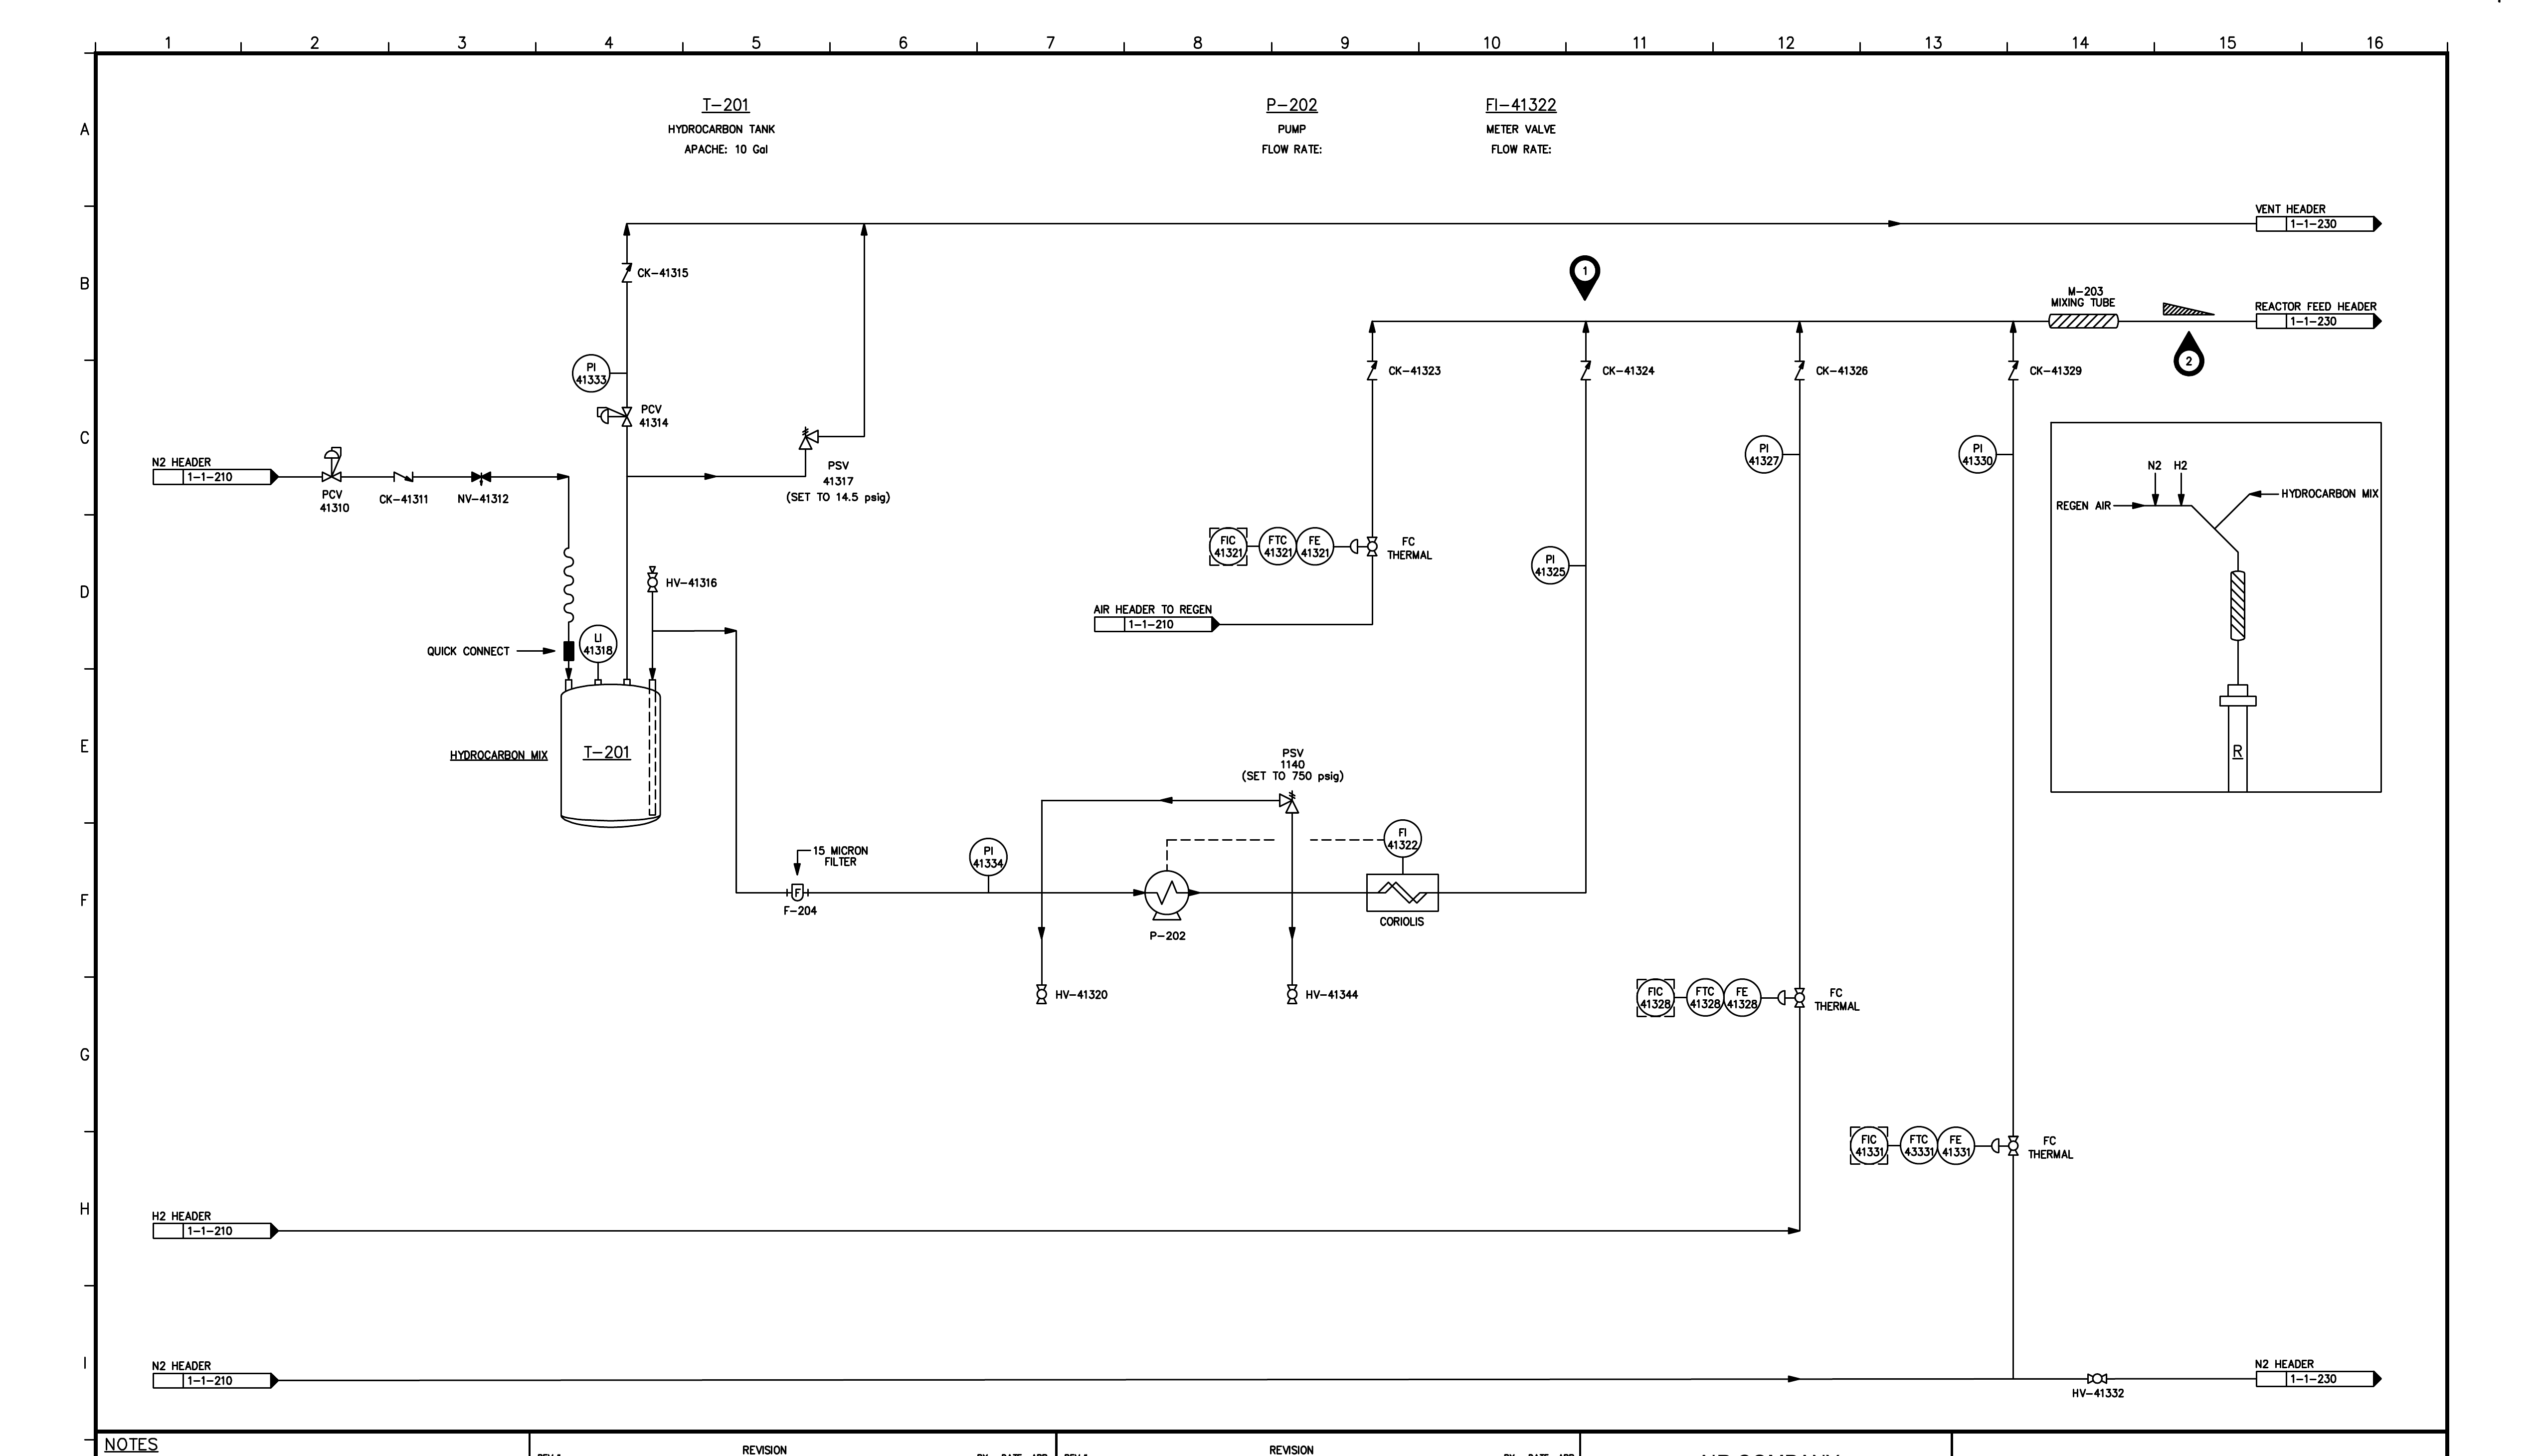 1 2 3 4 5 6 7 8 9 10 11 12 13 14 15 16
A
T-201
HYDROCARBON TANK
APACHE: 10 Gal
P-202
PUMP
FLOW RATE:
FI-41322
METER VALVE
FLOW RATE:
VENT HEADER
1-1-230
B
CK-41315
1
M-203
MIXING TUBE
REACTOR FEED HEADER
1-1-230
2
PI
41333
CK-41323
CK-41324
CK-41326
CK-41329
PCV
41314
C
N2 HEADER
1-1-210
PCV
41310
CK-41311
NV-41312
PSV
41317
(SET TO 14.5 psig)
PI
41327
PI
41330
N2 H2
REGEN AIR
HYDROCARBON MIX
FIC
41321
FTC
41321
FE
41321
FC
THERMAL
PI
41325
D
HV-41316
AIR HEADER TO REGEN
1-1-210
QUICK CONNECT
LI
41318
E
HYDROCARBON MIX
T-201
PSV
1140
(SET TO 750 psig)
R
15 MICRON
FILTER
PI
41334
FI
41322
F
F
F-204
P-202
CORIOLIS
HV-41320
HV-41344
FIC
41328
FTC
41328
FE
41328
FC
THERMAL
G
FIC
41331
FTC
43331
FE
41331
FC
THERMAL
H
H2 HEADER
1-1-210
I
N2 HEADER
1-1-210
N2 HEADER
1-1-230
HV-41332
NOTES
REVISION
REVISION